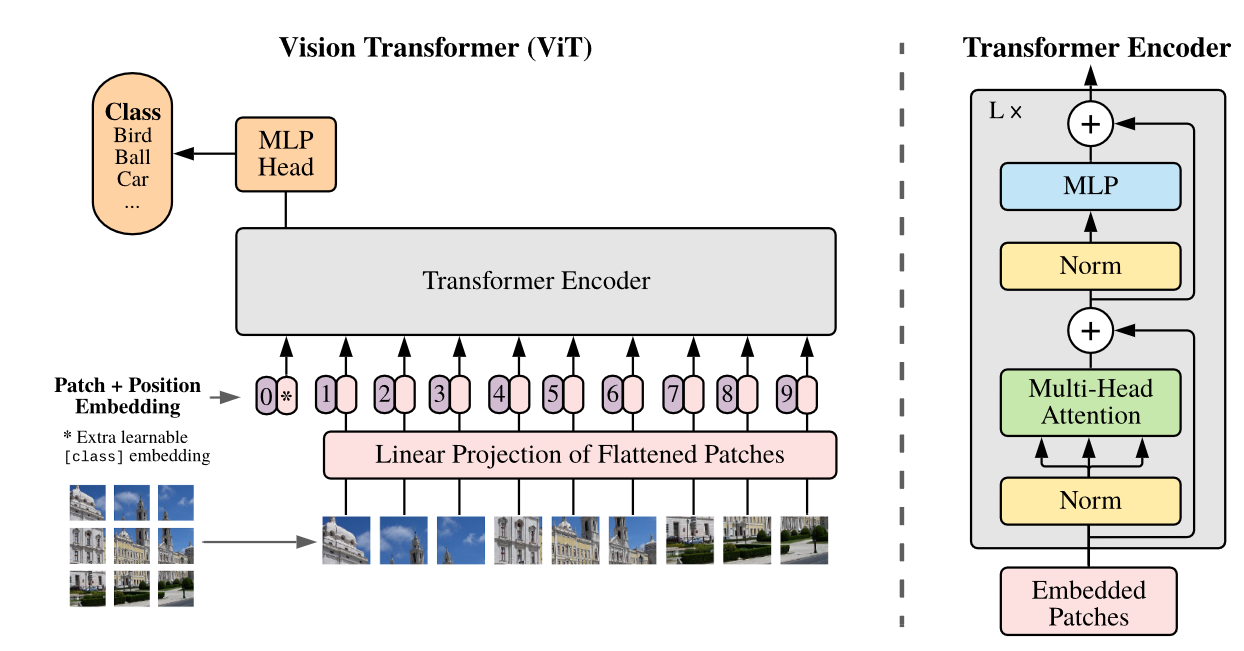 Vision Transformer (ViT)
Class
Bird
Ball
Car
...
MLP
Head
Transformer Encoder
Patch + Position
Embedding
0 * 1 2 3 4 5 6 7 8 9
* Extra learnable
[class] embedding
Linear Projection of Flattened Patches
Transformer Encoder
L x
+
MLP
Norm
+
Multi-Head
Attention
Norm
Embedded
Patches